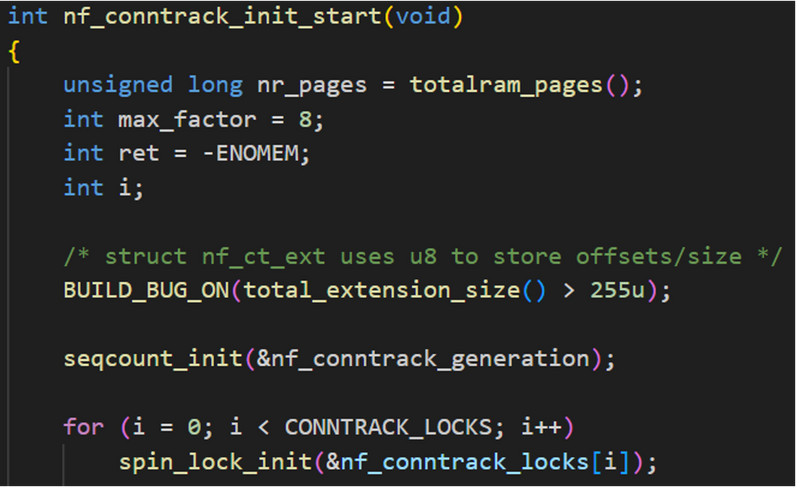 int nf_conntrack_init_start(void)
{
unsigned long nr_pages = totalram_pages();
int max_factor = 8;
int ret = -ENOMEM;
int i;
/* struct nf_ct_ext uses u8 to store offsets/size */
BUILD_BUG_ON(total_extension_size() > 255u);
seqcount_init(&nf_conntrack_generation);
for (i = 0; i < CONNTRACK_LOCKS; i++)
spin_lock_init(&nf_conntrack_locks[i]);